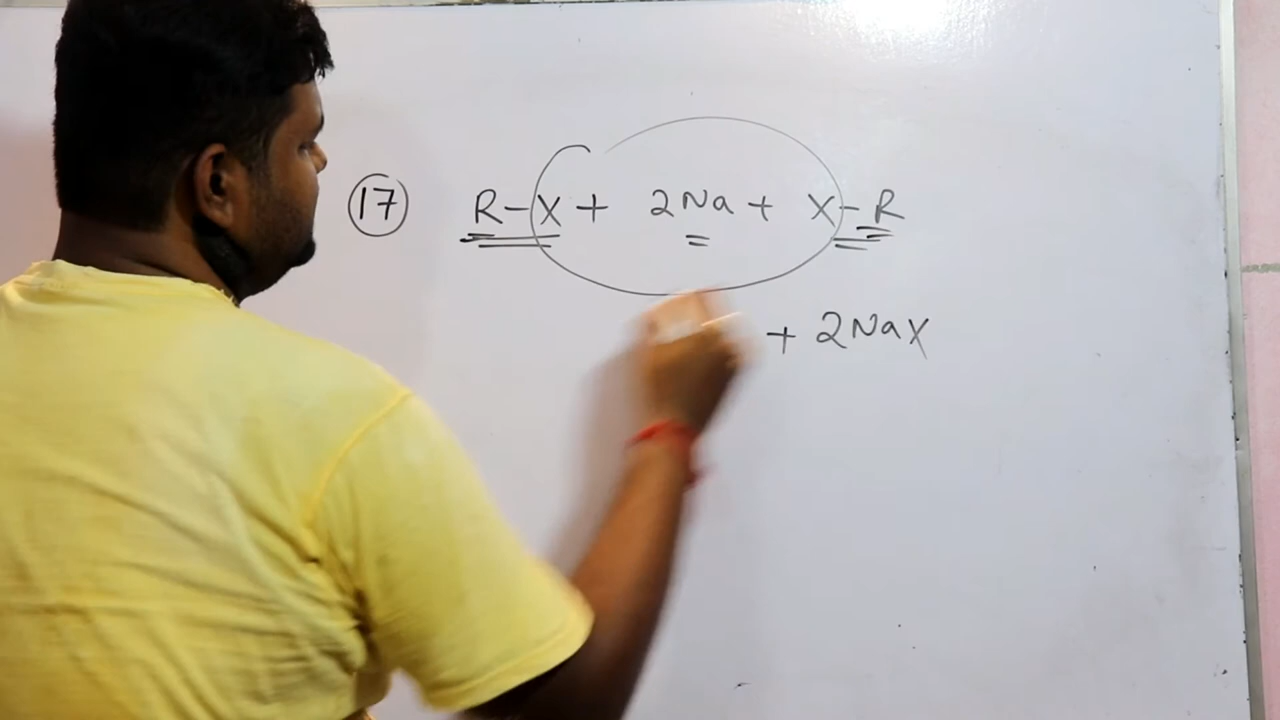 17 R-X + 2Na + X-R
+ 2NaX